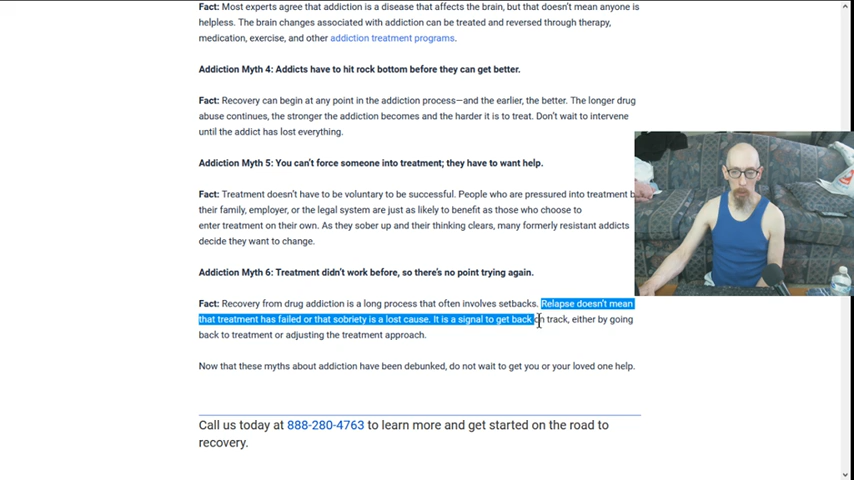 Fact: Most experts agree that addiction is a disease that affects the brain, but that doesn't mean anyone is
helpless. The brain changes associated with addiction can be treated and reversed through therapy,
medication, exercise, and other addiction treatment programs.
Addiction Myth 4: Addicts have to hit rock bottom before they can get better.
Fact: Recovery can begin at any point in the addiction process—and the earlier, the better. The longer drug
abuse continues, the stronger the addiction becomes and the harder it is to treat. Don't wait to intervene
until the addict has lost everything.
Addiction Myth 5: You can't force someone into treatment; they have to want help.
Fact: Treatment doesn't have to be voluntary to be successful. People who are pressured into treatment b
their family, employer, or the legal system are just as likely to benefit as those who choose to
enter treatment on their own. As they sober up and their thinking clears, many formerly resistant addicts
decide they want to change.
Addiction Myth 6: Treatment didn't work before, so there's no point trying again.
Fact: Recovery from drug addiction is a long process that often involves setbacks. Relapse doesn't mean
that treatment has failed or that sobriety is a lost cause. It is a signal to get back on track, either by going
back to treatment or adjusting the treatment approach.
Now that these myths about addiction have been debunked, do not wait to get you or your loved one help.
Call us today at 888-280-4763 to learn more and get started on the road to
recovery.